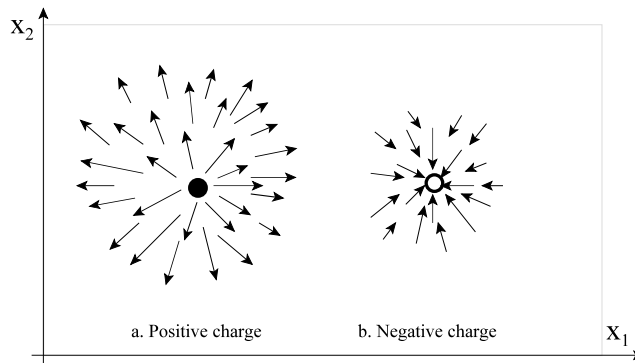 X2
a. Positive charge
b. Negative charge
X1